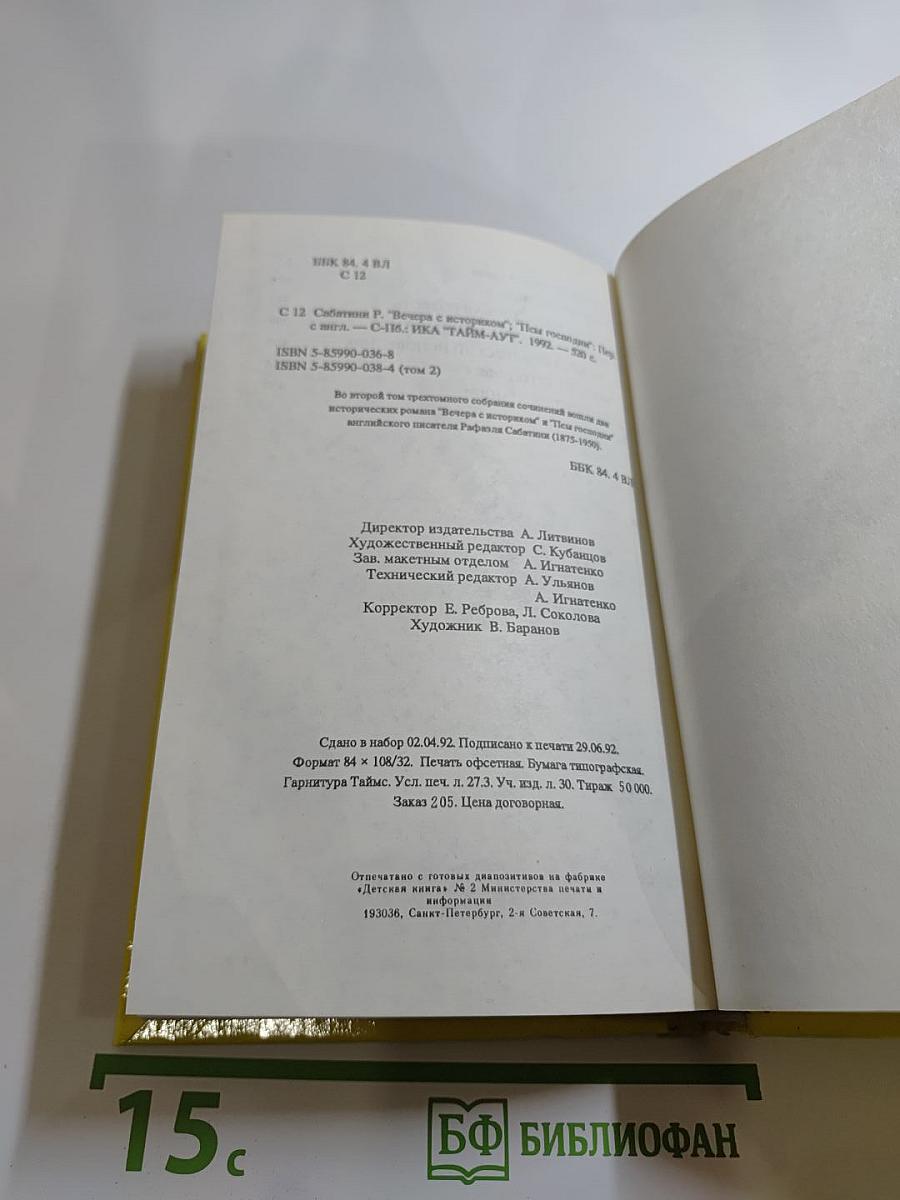 ББК 84. 4 ВЛ
С 12
С 12 Сабатини Р. "Вечера с историком"; "Псы господни": Пер.
с англ. — С-Пб.: ИКА "ТАЙМ-АУТ". 1992. — 520 с.
ISBN 5-85990-036-8
ISBN 5-85990-038-4 (том 2)
Во второй том трехтомного собрания сочинений вошли два
исторических романа "Вечера с историком" и "Псы господни"
английского писателя Рафаэля Сабатини (1875-1950).
ББК 84. 4 ВЛ
Директор издательства А. Литвинов
Художественный редактор С. Кубанцов
Зав. макетным отделом А. Игнатенко
Технический редактор А. Ульянов
А. Игнатенко
Корректор Е. Реброва, Л. Соколова
Художник В. Баранов
Сдано в набор 02.04.92. Подписано к печати 29.06.92.
Формат 84 × 108/32. Печать офсетная. Бумага типографская.
Гарнитура Таймс. Усл. печ. л. 27.3. Уч. изд. л. 30. Тираж 50 000.
Заказ 205. Цена договорная.
Отпечатано с готовых диапозитивов на фабрике
«Детская книга» № 2 Министерства печати и
информации
193036, Санкт-Петербург, 2-я Советская, 7.
15 с
БФ БИБЛИОФАН